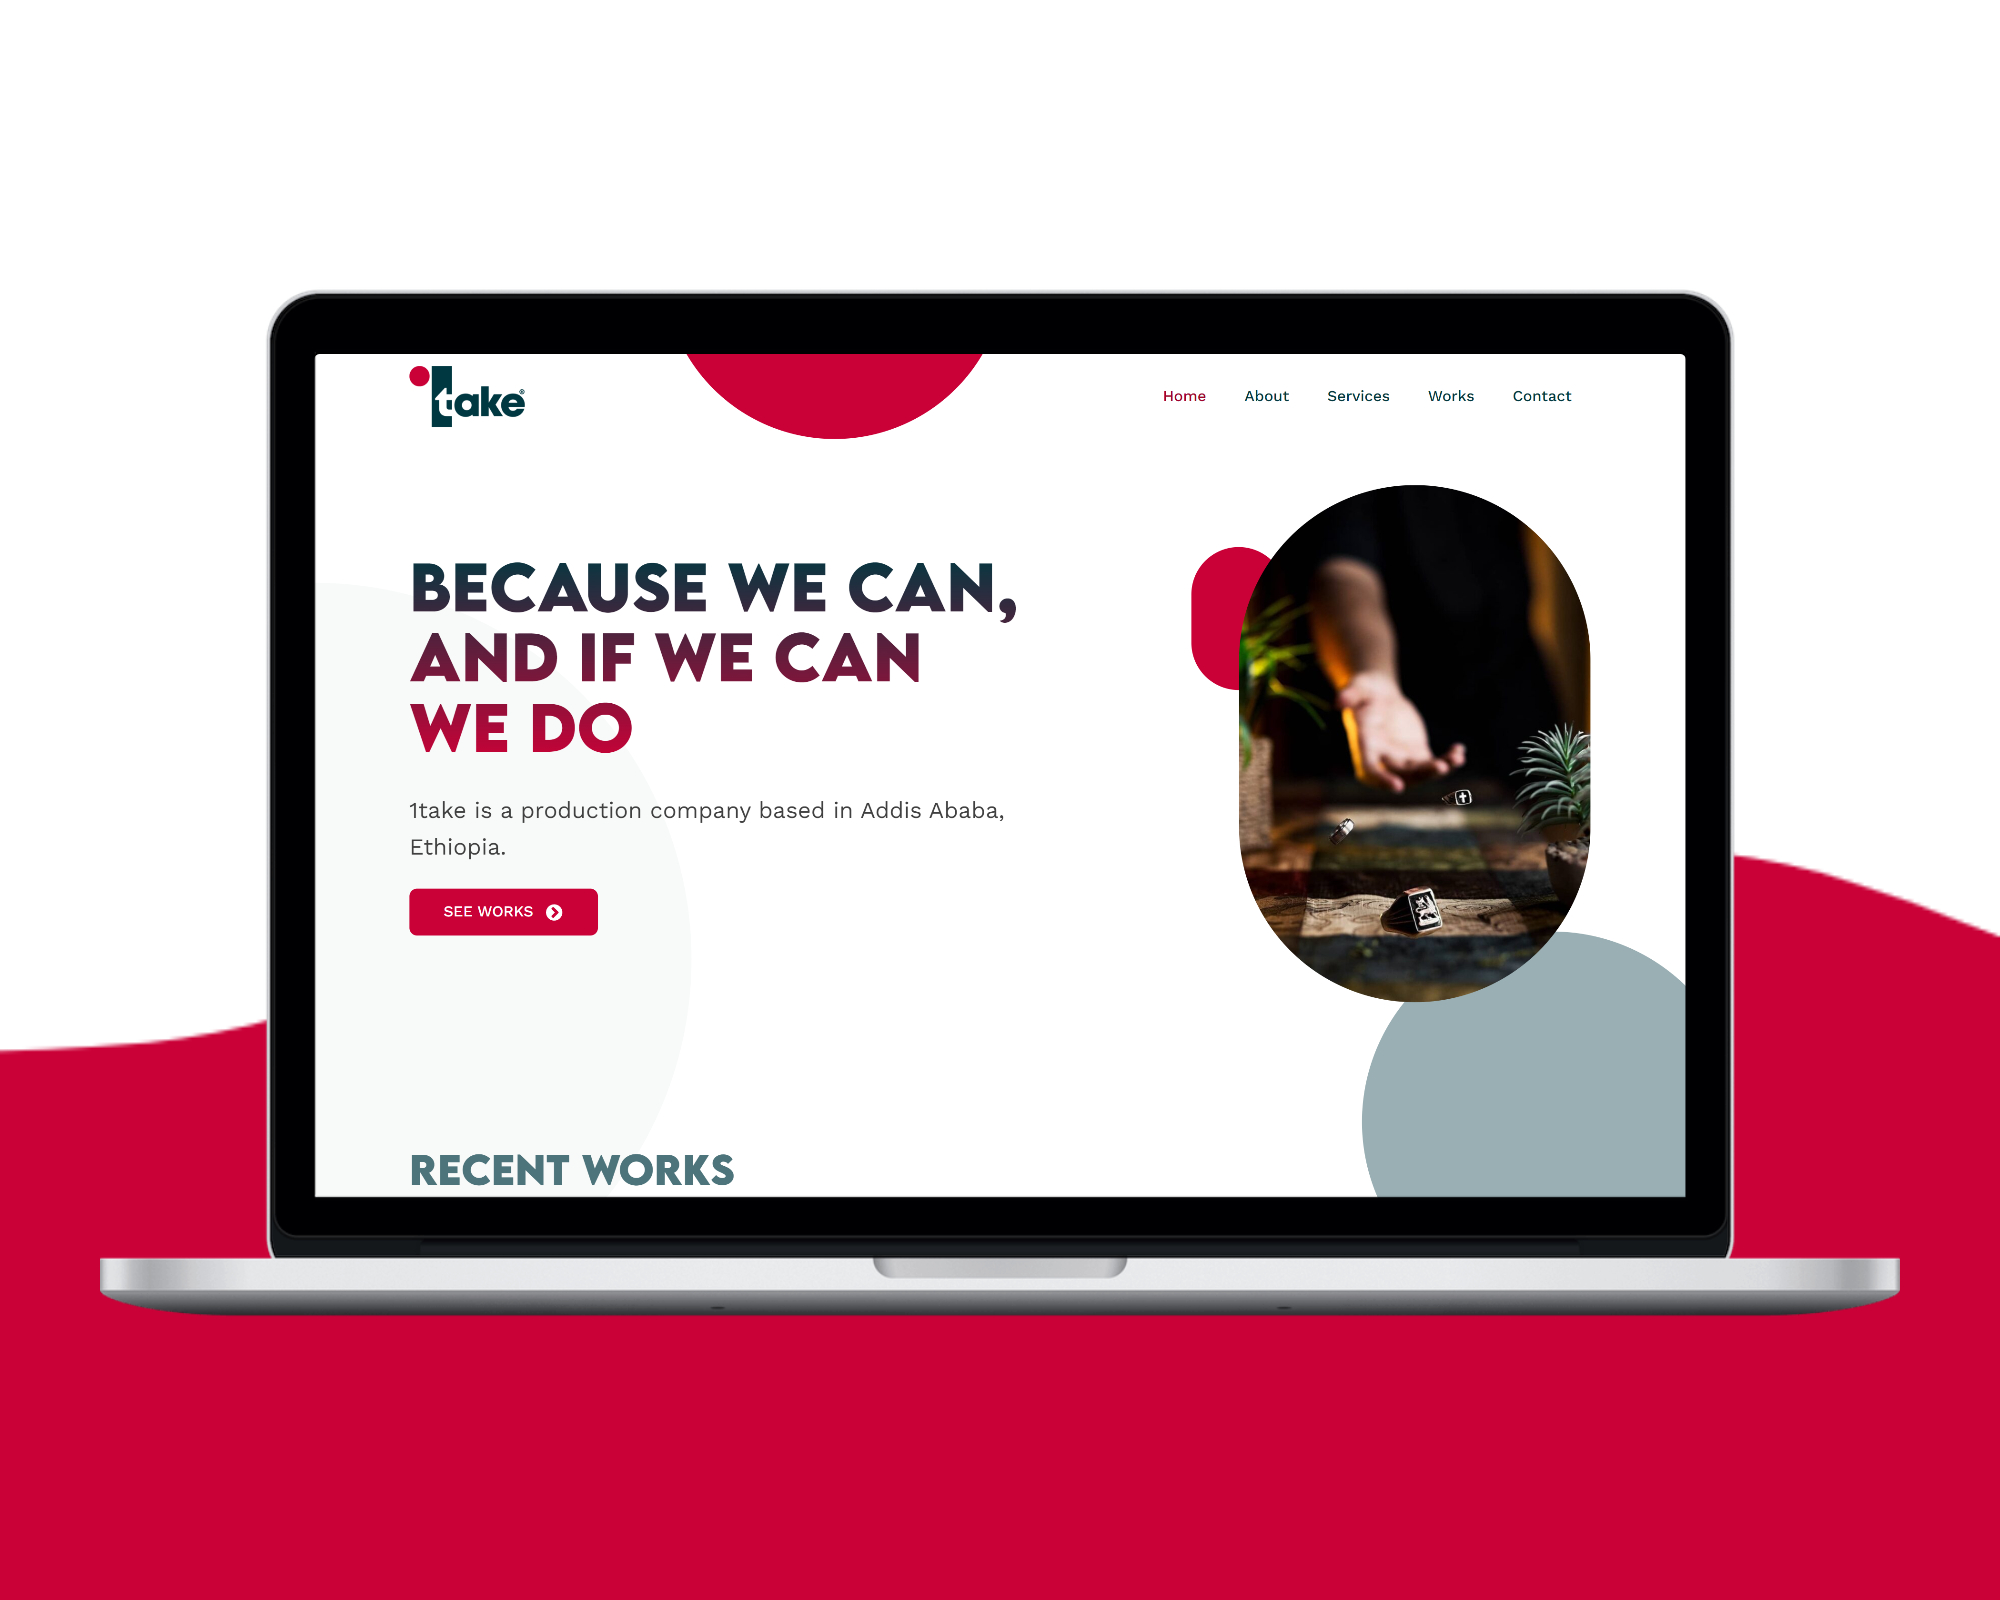 1take®
Home About Services Works Contact
BECAUSE WE CAN,
AND IF WE CAN
WE DO
1take is a production company based in Addis Ababa,
Ethiopia.
SEE WORKS
RECENT WORKS